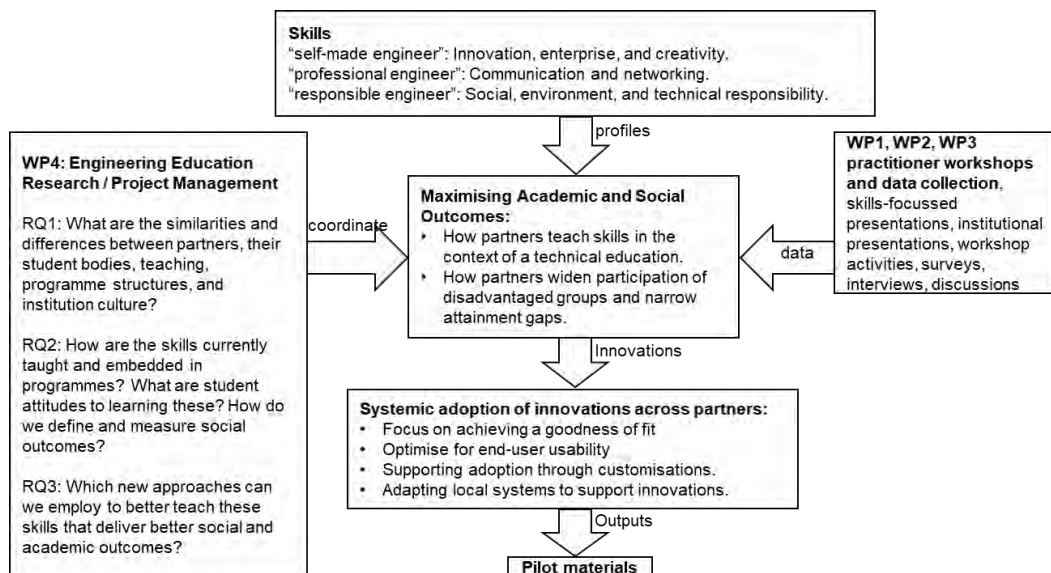 Skills
“self-made engineer”: Innovation, enterprise, and creativity.
“professional engineer”: Communication and networking.
“responsible engineer”: Social, environment, and technical responsibility.
profiles
WP4: Engineering Education
Research / Project Management
RQ1: What are the similarities and
differences between partners, their
student bodies, teaching,
programme structures, and
institution culture?
RQ2: How are the skills currently
taught and embedded in
programmes? What are student
attitudes to learning these? How do
we define and measure social
outcomes?
RQ3: Which new approaches can
we employ to better teach these
skills that deliver better social and
academic outcomes?
coordinate
Maximising Academic and Social
Outcomes:
• How partners teach skills in the
context of a technical education.
• How partners widen participation of
disadvantaged groups and narrow
attainment gaps.
data
WP1, WP2, WP3
practitioner workshops
and data collection,
skills-focussed
presentations, institutional
presentations, workshop
activities, surveys,
interviews, discussions
Innovations
Systemic adoption of innovations across partners:
• Focus on achieving a goodness of fit
• Optimise for end-user usability
• Supporting adoption through customisations.
• Adapting local systems to support innovations.
Outputs
Pilot materials